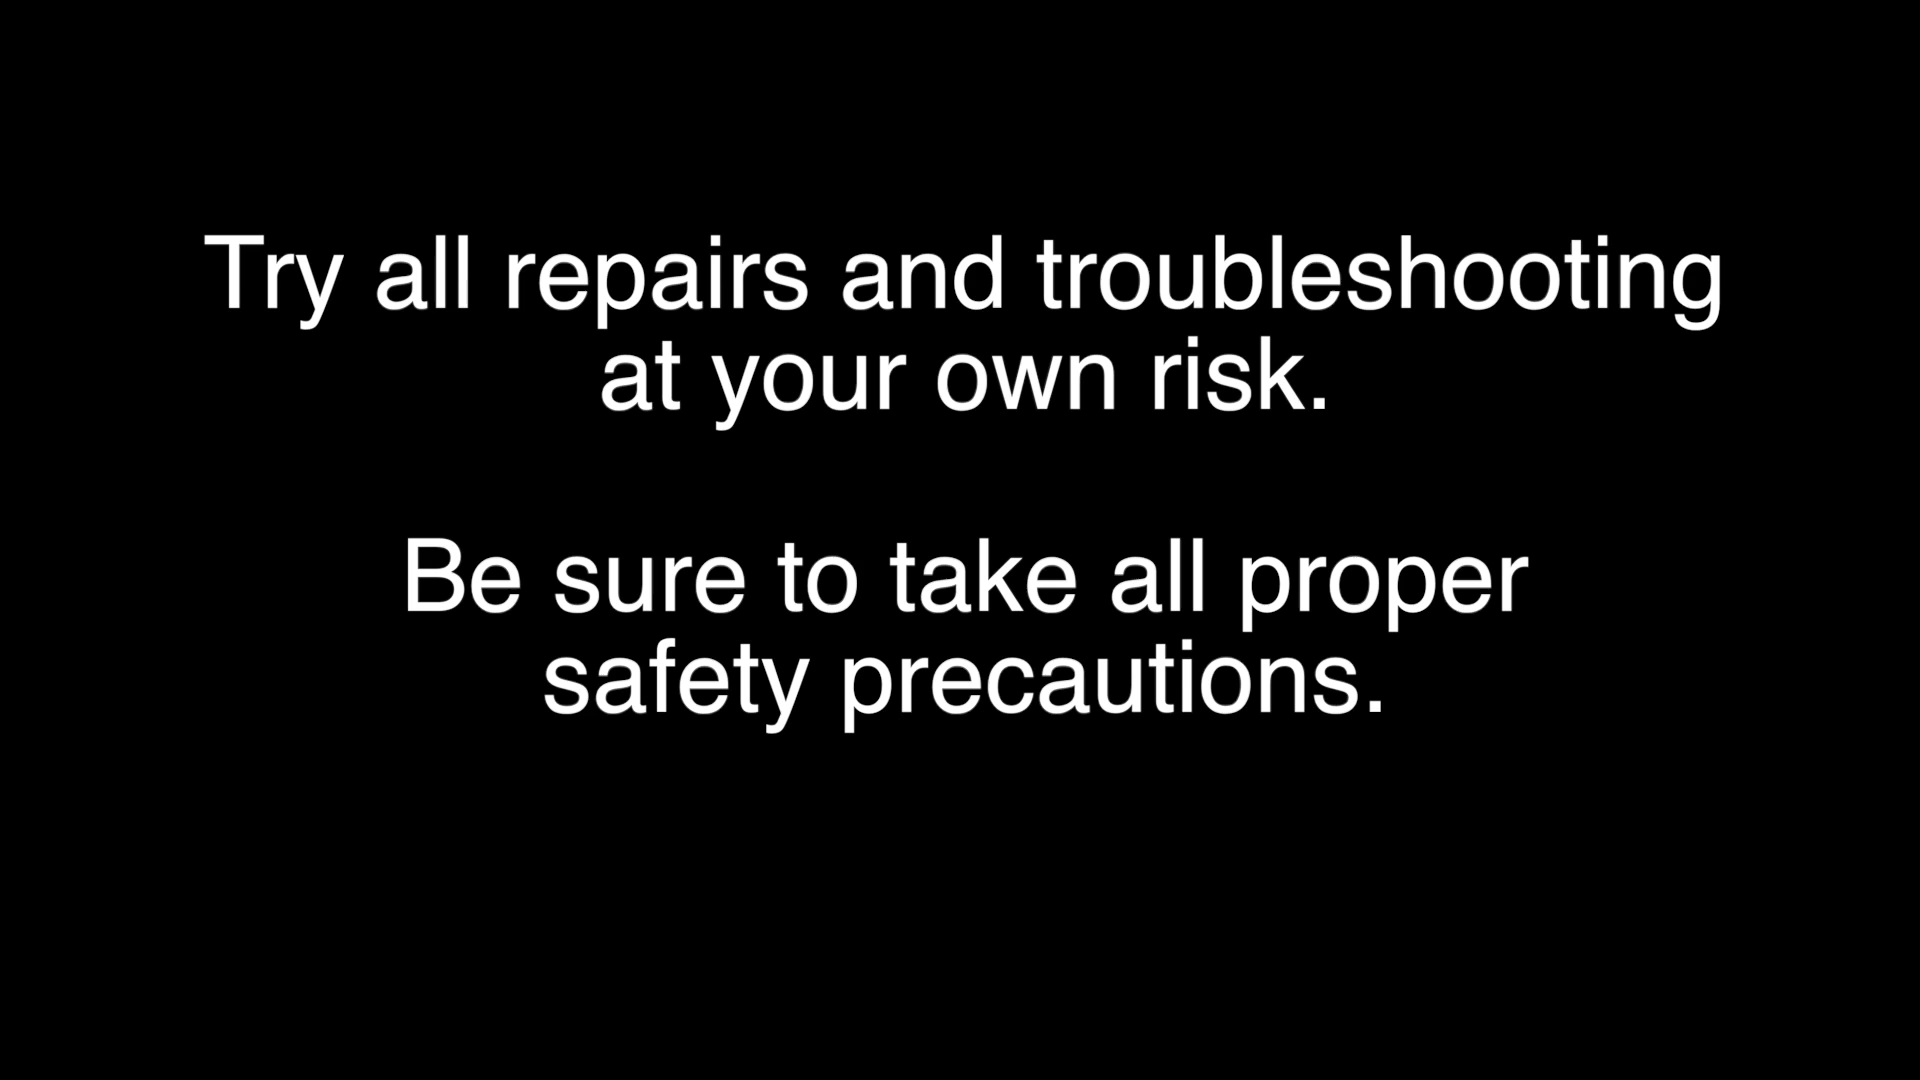 Try all repairs and troubleshooting
at your own risk.
Be sure to take all proper
safety precautions.